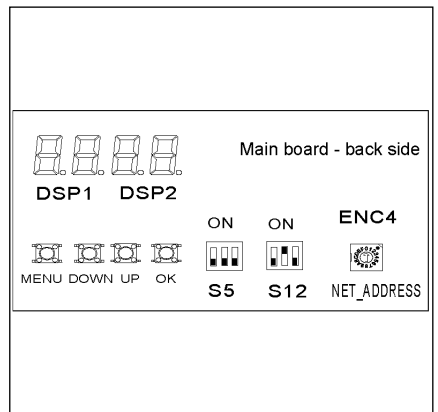 Main board - back side
DSP1 DSP2
ON ON ENC4
MENU DOWN UP OK
S5 S12 NET_ADDRESS